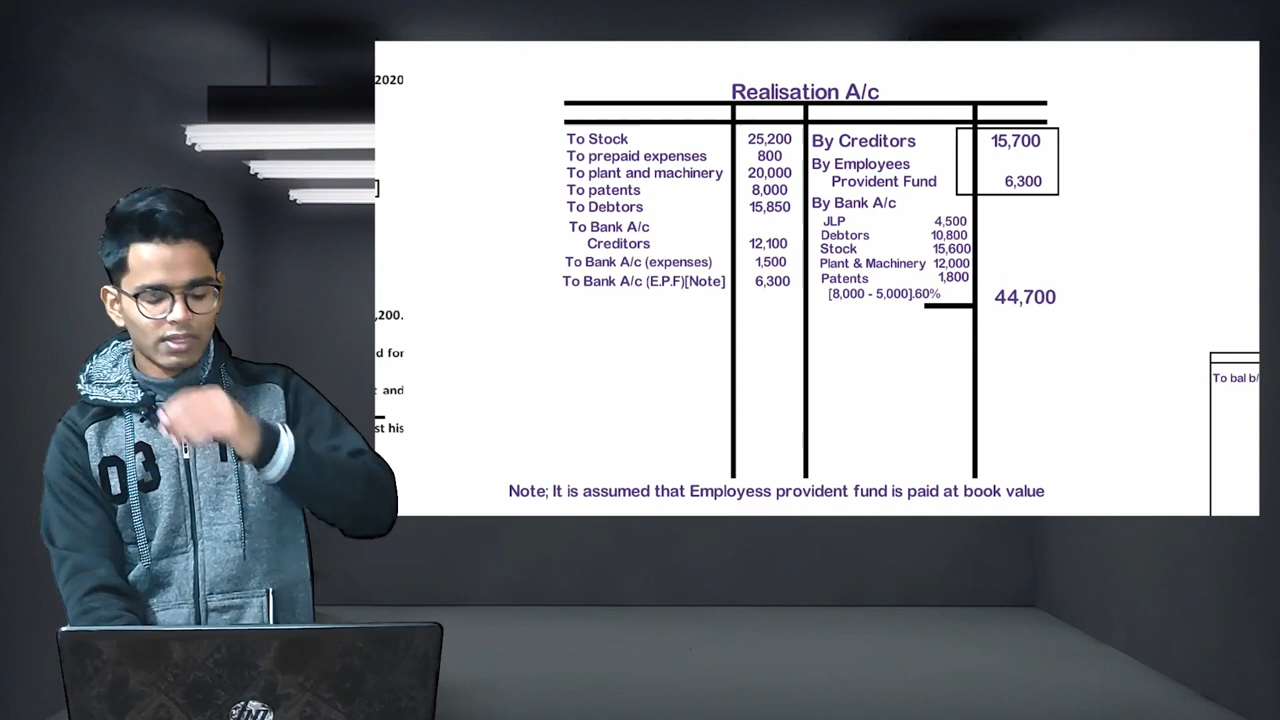 2020
]
,200.
d for
t and
st his
Realisation A/c
To Stock 25,200
To prepaid expenses 800
To plant and machinery 20,000
To patents 8,000
To Debtors 15,850
To Bank A/c
Creditors 12,100
To Bank A/c (expenses) 1,500
To Bank A/c (E.P.F)[Note] 6,300
By Creditors 15,700
By Employees
Provident Fund 6,300
By Bank A/c
JLP 4,500
Debtors 10,800
Stock 15,600
Plant & Machinery 12,000
Patents 1,800
[8,000 - 5,000].60% 44,700
Note; It is assumed that Employess provident fund is paid at book value
To bal b/
03
hp